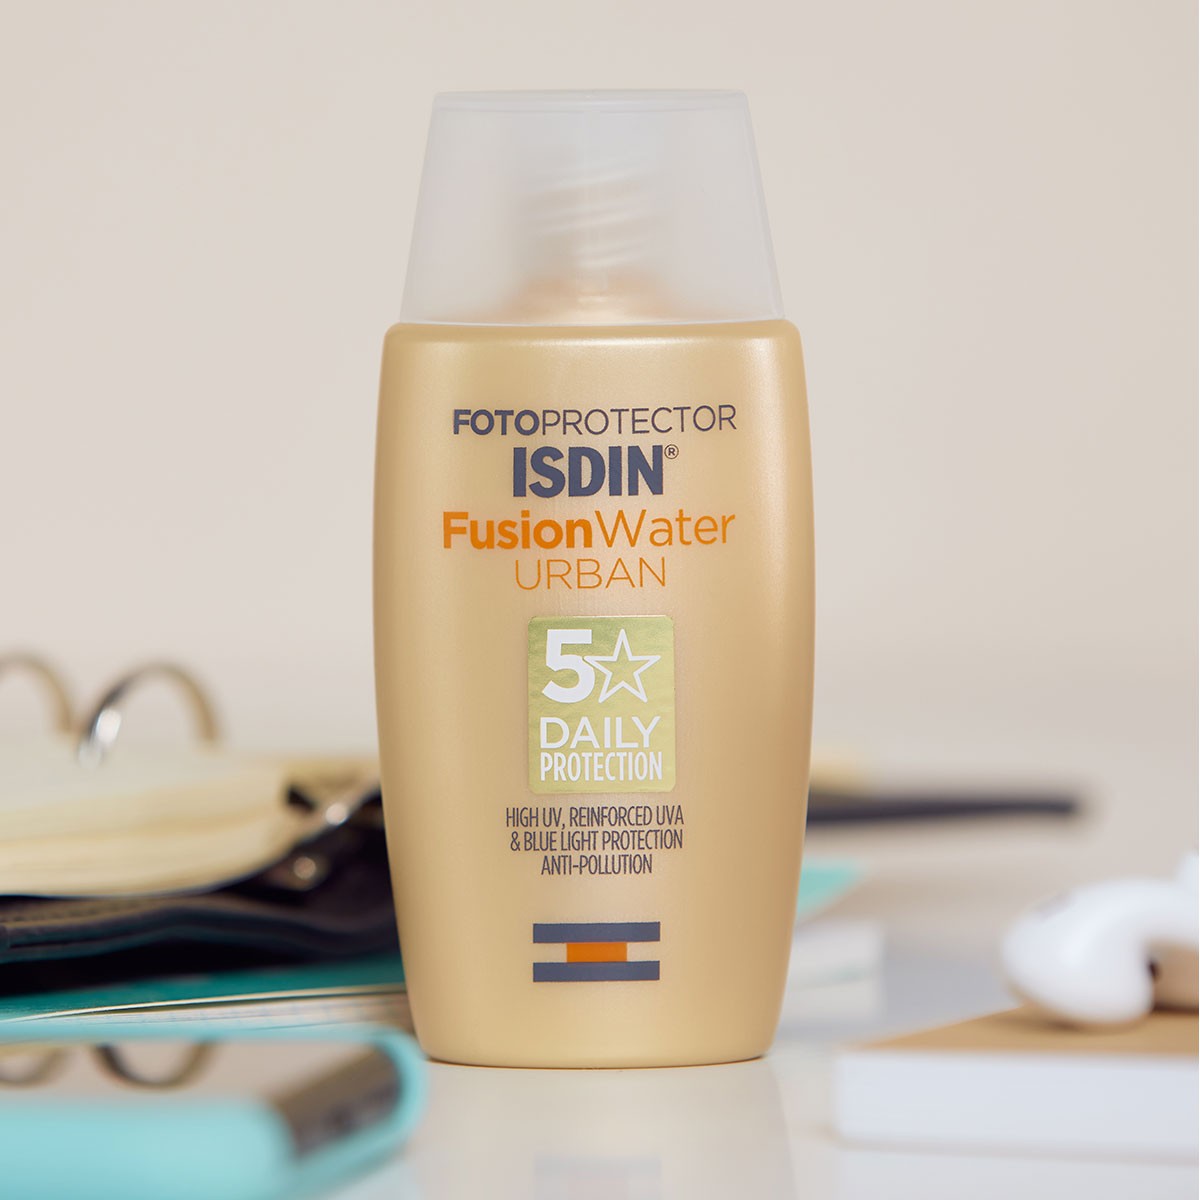 FOTOPROTECTOR
ISDIN®
FusionWater
URBAN
5
DAILY
PROTECTION
HIGH UV, REINFORCED UVA
& BLUE LIGHT PROTECTION
ANTI-POLLUTION